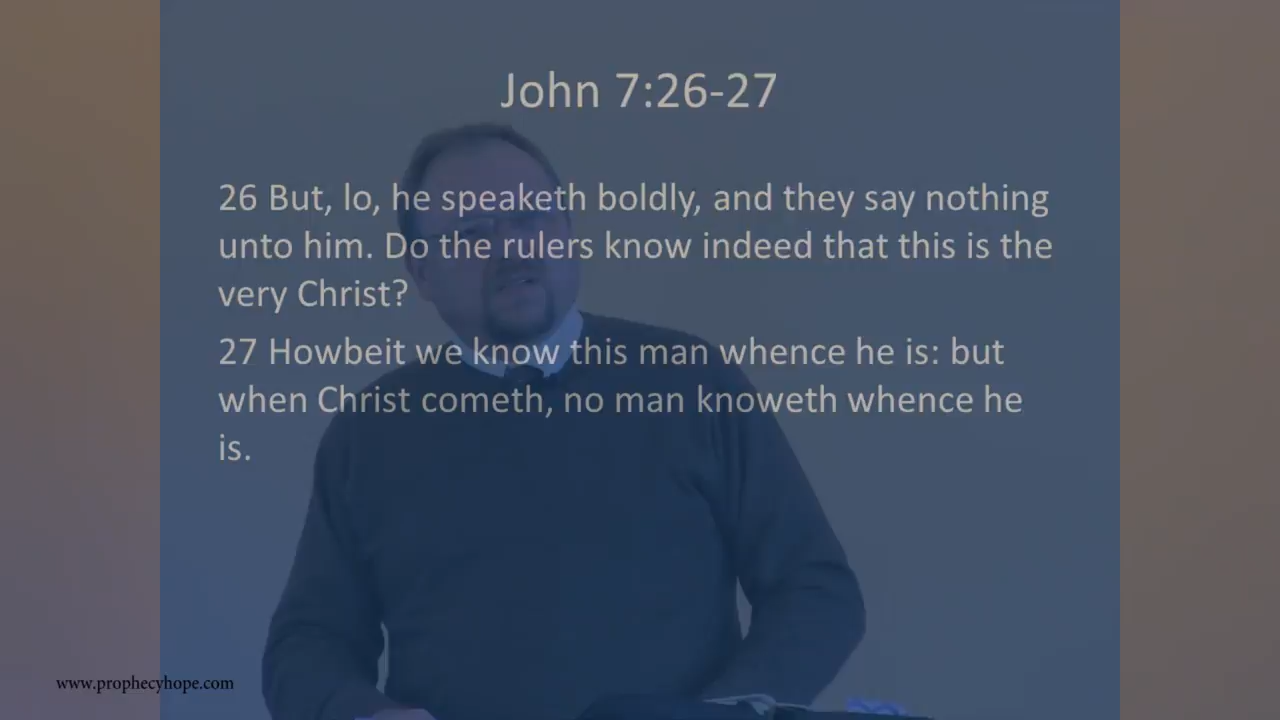 John 7:26-27
26 But, lo, he speaketh boldly, and they say nothing
unto him. Do the rulers know indeed that this is the
very Christ?
27 Howbeit we know this man whence he is: but
when Christ cometh, no man knoweth whence he
is.
www.prophecyhope.com